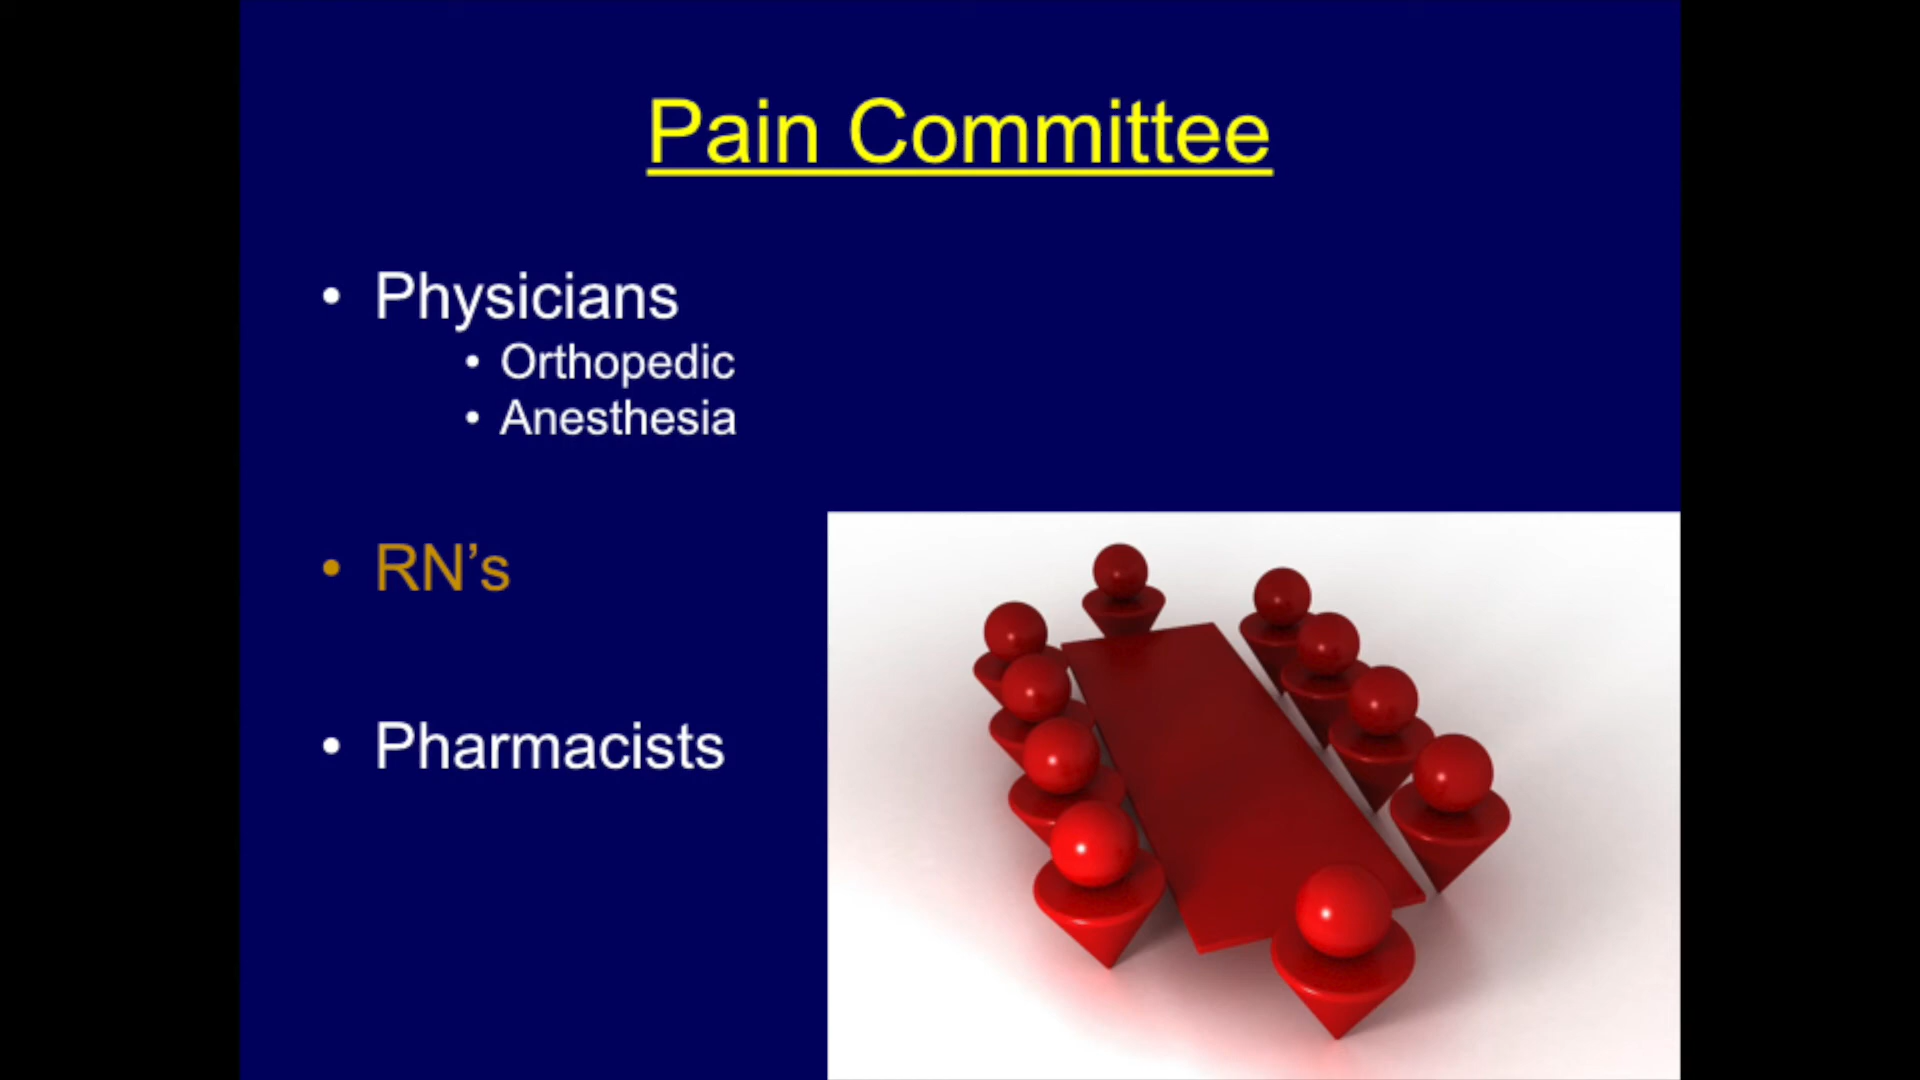 Pain Committee
• Physicians
• Orthopedic
• Anesthesia
• RN’s
• Pharmacists